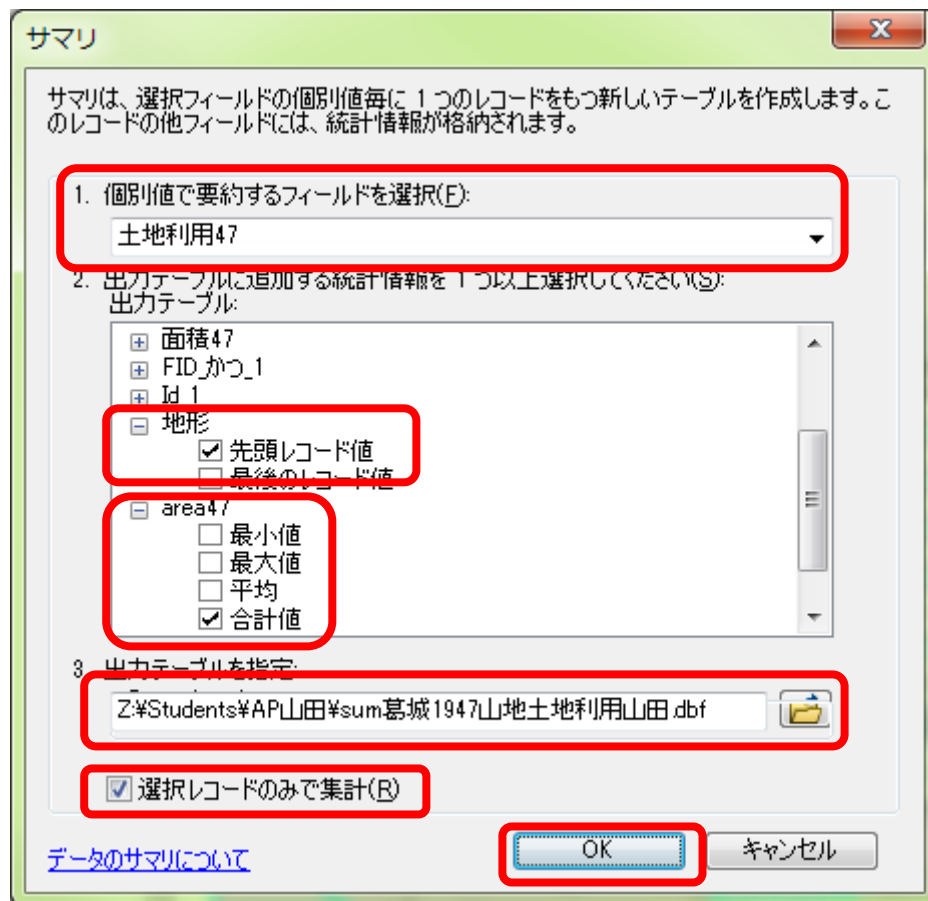 サマリ
サマリは、選択フィールドの個別値毎に 1 つのレコードをもつ新しいテーブルを作成します。こ
のレコードの他フィールドには、統計情報が格納されます。
1. 個別値で要約するフィールドを選択(F):
土地利用47
2. 出力テーブルに追加する統計情報を 1 つ以上選択してください(S):
出力テーブル:
面積47
FID_かつ_1
Id_1
地形
先頭レコード値
最後のレコード値
area47
最小値
最大値
平均
合計値
3. 出力テーブルを指定:
Z:¥Students¥AP山田¥sum葛城1947山地土地利用山田.dbf
選択レコードのみで集計(R)
データのサマリについて
OK
キャンセル